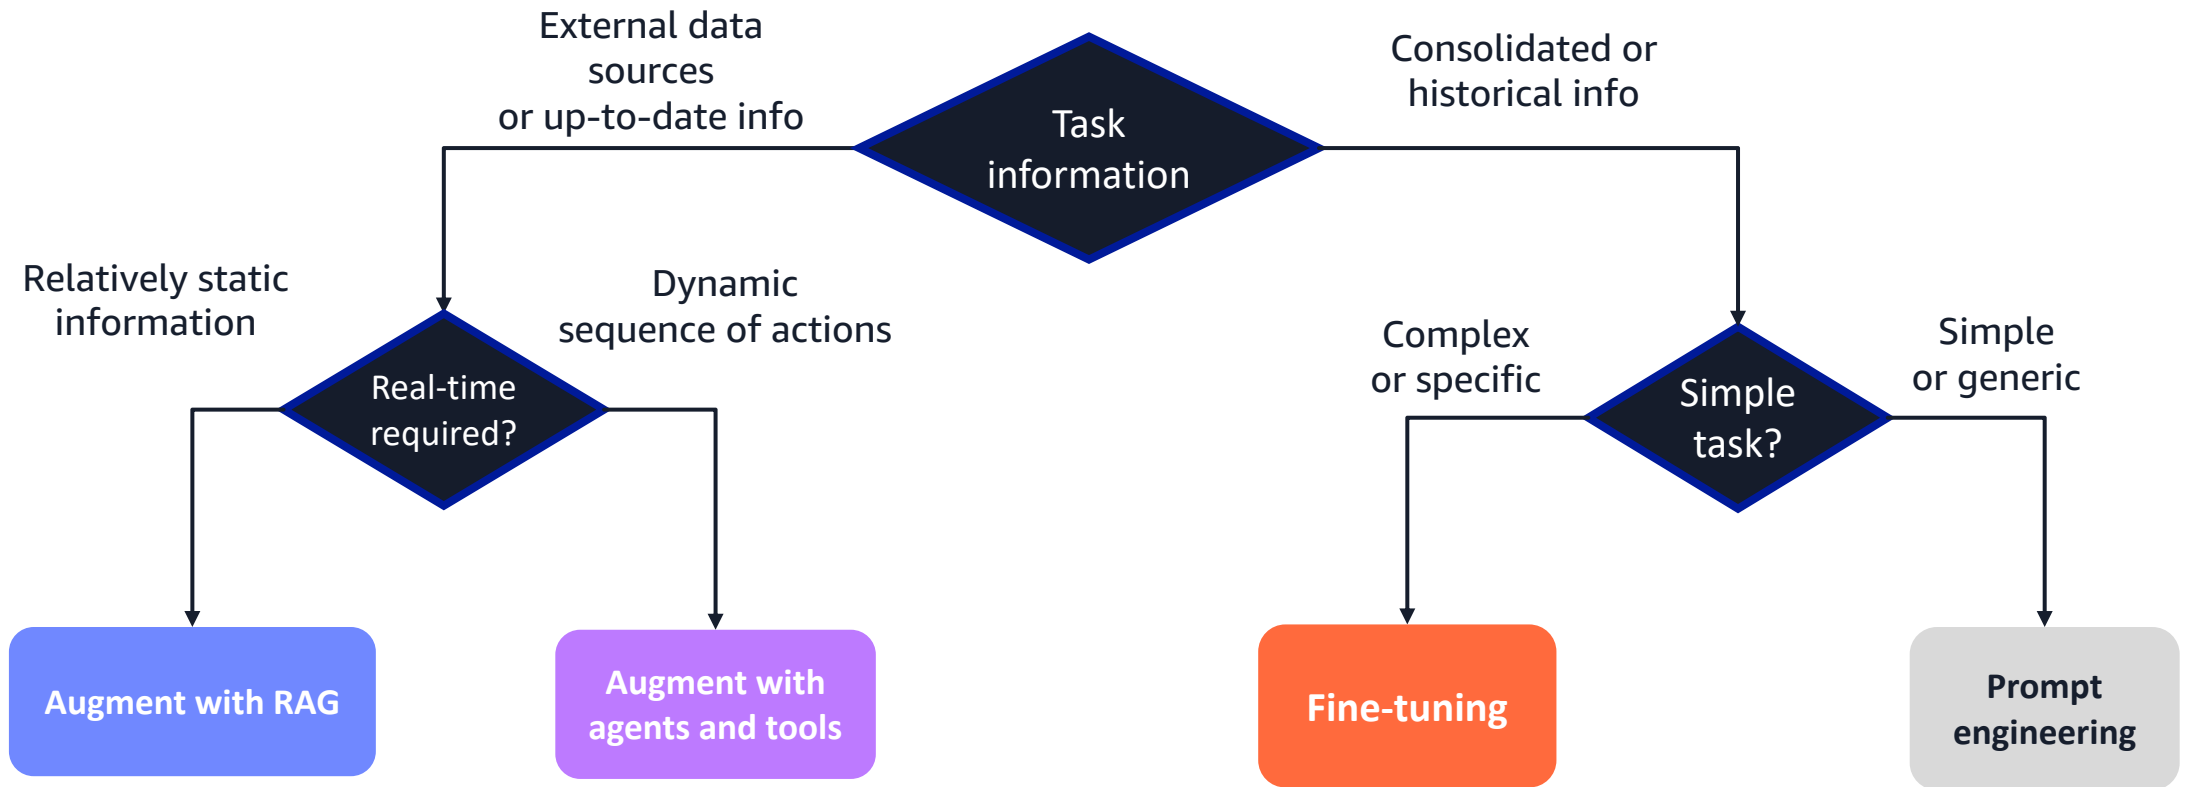 External data
sources
or up-to-date info
Consolidated or
historical info
Task
information
Relatively static
information
Dynamic
sequence of actions
Real-time
required?
Complex
or specific
Simple
or generic
Simple
task?
Augment with RAG
Augment with
agents and tools
Fine-tuning
Prompt
engineering